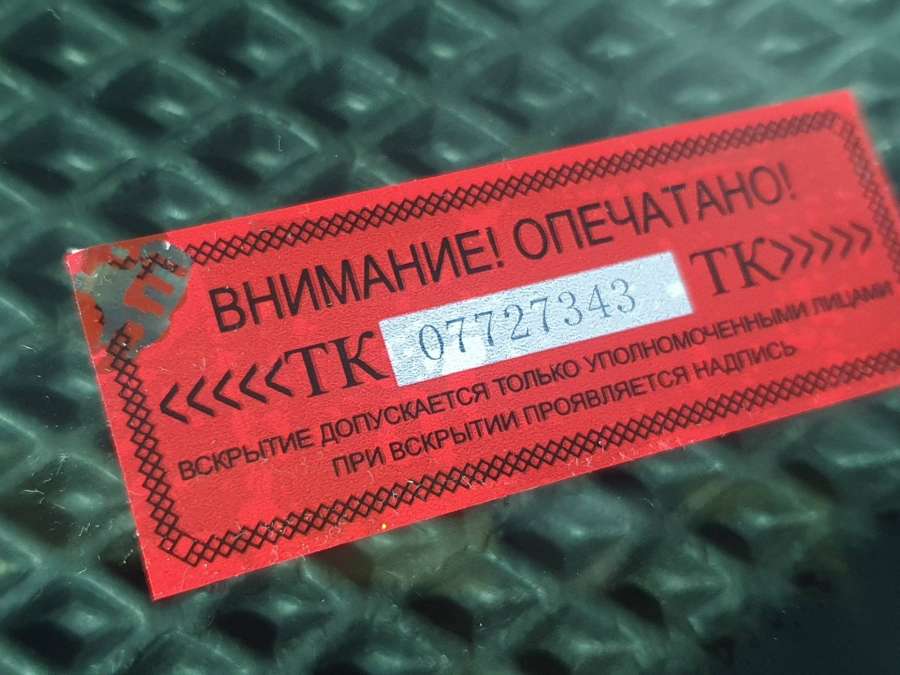 ВНИМАНИЕ! ОПЕЧАТАНО!
<<<<<ТК 07727343 ТК>>>>>
ВСКРЫТИЕ ДОПУСКАЕТСЯ ТОЛЬКО УПОЛНОМОЧЕННЫМИ ЛИЦАМИ
ПРИ ВСКРЫТИИ ПРОЯВЛЯЕТСЯ НАДПИСЬ